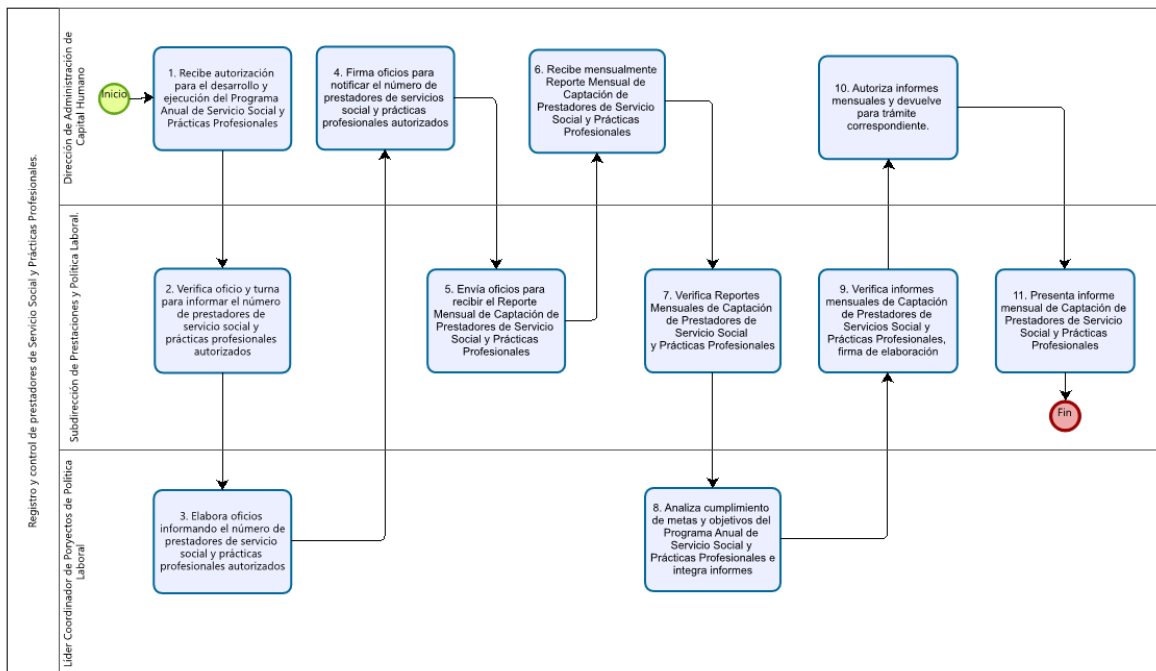 Registro y control de prestadores de Servicio Social y Prácticas Profesionales.
Dirección de Administración de
Capital Humano
Inicio
1. Recibe autorización
para el desarrollo y
ejecución del Programa
Anual de Servicio Social y
Prácticas Profesionales
4. Firma oficios para
notificar el número de
prestadores de servicios
social y prácticas
profesionales autorizados
6. Recibe mensualmente
Reporte Mensual de
Captación de
Prestadores de Servicio
Social y Prácticas
Profesionales
10. Autoriza informes
mensuales y devuelve
para trámite
correspondiente.
Subdirección de Prestaciones y Política Laboral.
2. Verifica oficio y turna
para informar el número
de prestadores de
servicio social y
prácticas profesionales
autorizados
5. Envía oficios para
recibir el Reporte
Mensual de Captación de
Prestadores de Servicio
Social y Prácticas
Profesionales
7. Verifica Reportes
Mensuales de Captación
de Prestadores de
Servicio Social
y Prácticas Profesionales
9. Verifica informes
mensuales de Captación
de Prestadores de
Servicios Social y
Prácticas Profesionales,
firma de elaboración
11. Presenta informe
mensual de Captación de
Prestadores de Servicio
Social y Prácticas
Profesionales
Fin
Líder Coordinador de Poryectos de Política
Laboral
3. Elabora oficios
informando el número de
prestadores de servicio
social y prácticas
profesionales autorizados
8. Analiza cumplimiento
de metas y objetivos del
Programa Anual de
Servicio Social y
Prácticas Profesionales e
integra informes